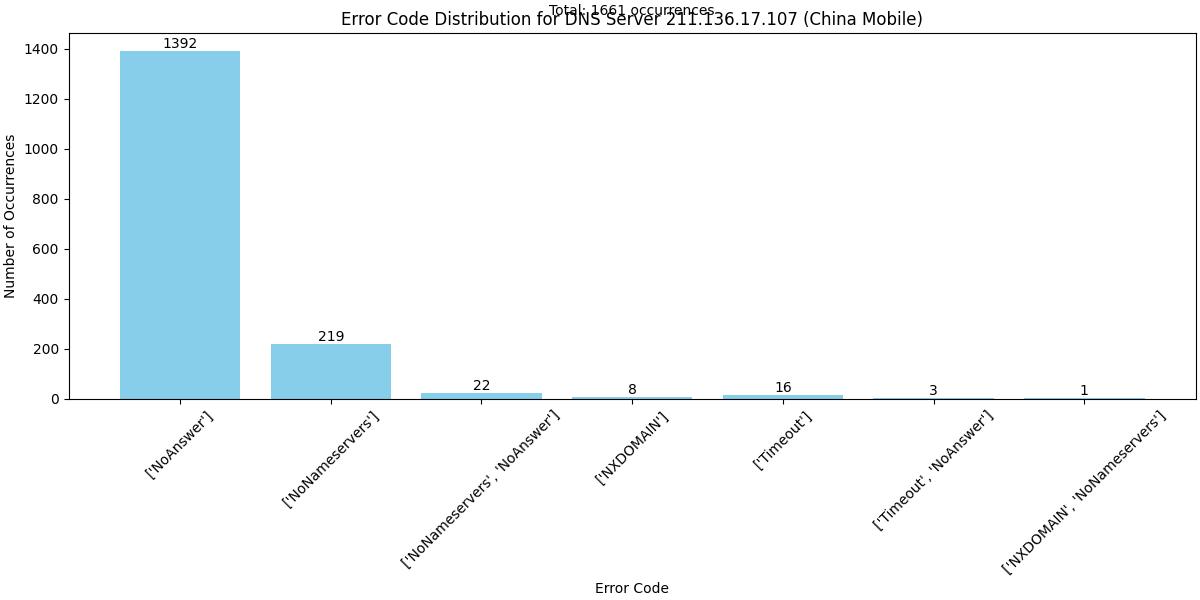 Total: 1661 occurrences
Error Code Distribution for DNS Server 211.136.17.107 (China Mobile)
Number of Occurrences
1400
1200
1000
800
600
400
200
0
1392
219
22
8
16
3
1
['NoAnswer']
['NoNameservers']
['NoNameservers', 'NoAnswer']
['NXDOMAIN']
['Timeout']
['Timeout', 'NoAnswer']
['NXDOMAIN', 'NoNameservers']
Error Code